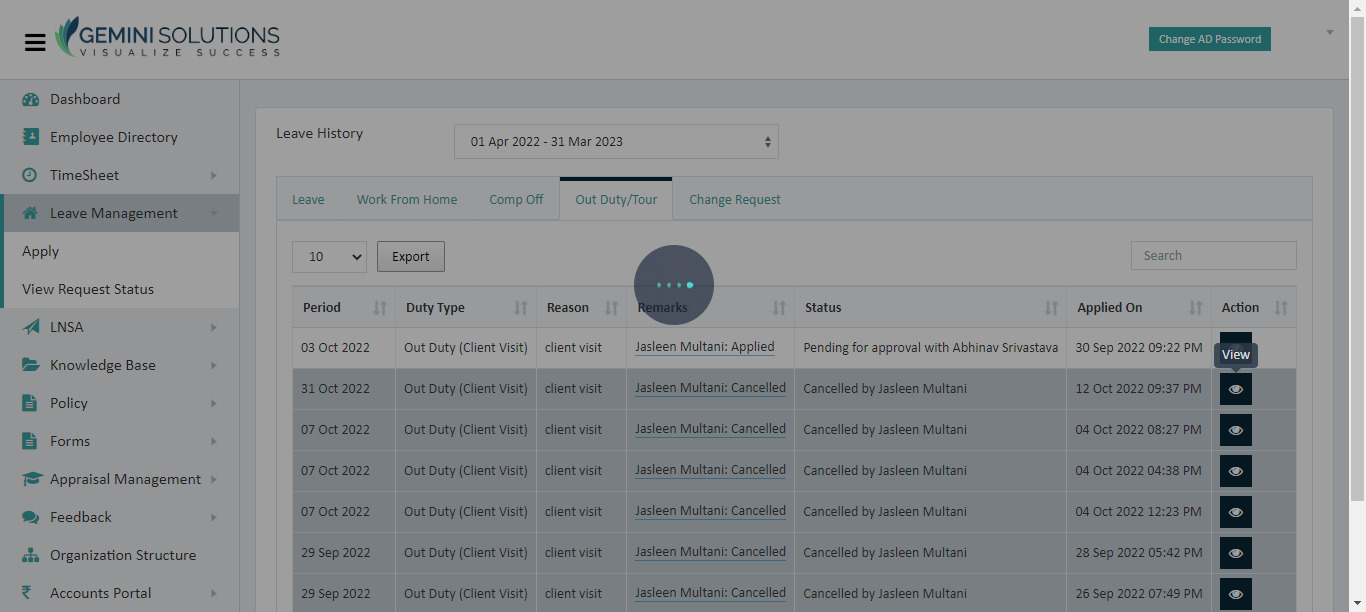 GEMINI SOLUTIONS
VISUALIZE SUCCESS
Change AD Password
Dashboard
Employee Directory
TimeSheet
Leave Management
Apply
View Request Status
LNSA
Knowledge Base
Policy
Forms
Appraisal Management
Feedback
Organization Structure
Accounts Portal
Leave History
01 Apr 2022 - 31 Mar 2023
Leave Work From Home Comp Off Out Duty/Tour Change Request
10 Export Search
Period Duty Type Reason Remarks Status Applied On Action
03 Oct 2022 Out Duty (Client Visit) client visit Jasleen Multani: Applied Pending for approval with Abhinav Srivastava 30 Sep 2022 09:22 PM
View
31 Oct 2022 Out Duty (Client Visit) client visit Jasleen Multani: Cancelled Cancelled by Jasleen Multani 12 Oct 2022 09:37 PM
07 Oct 2022 Out Duty (Client Visit) client visit Jasleen Multani: Cancelled Cancelled by Jasleen Multani 04 Oct 2022 08:27 PM
07 Oct 2022 Out Duty (Client Visit) client visit Jasleen Multani: Cancelled Cancelled by Jasleen Multani 04 Oct 2022 04:38 PM
07 Oct 2022 Out Duty (Client Visit) client visit Jasleen Multani: Cancelled Cancelled by Jasleen Multani 04 Oct 2022 12:23 PM
29 Sep 2022 Out Duty (Client Visit) client visit Jasleen Multani: Cancelled Cancelled by Jasleen Multani 28 Sep 2022 05:42 PM
29 Sep 2022 Out Duty (Client Visit) client visit Jasleen Multani: Cancelled Cancelled by Jasleen Multani 26 Sep 2022 07:49 PM